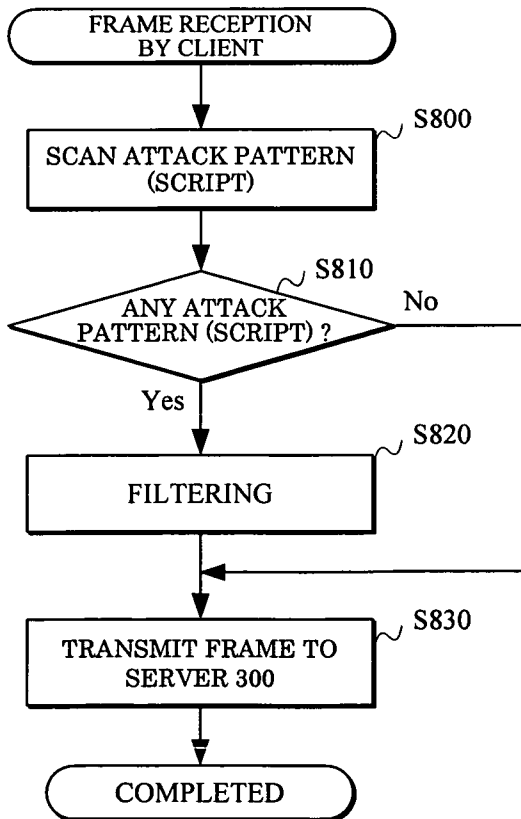 FRAME RECEPTION
BY CLIENT
S800
SCAN ATTACK PATTERN
(SCRIPT)
S810
ANY ATTACK
PATTERN (SCRIPT) ?
No
Yes
S820
FILTERING
S830
TRANSMIT FRAME TO
SERVER 300
COMPLETED